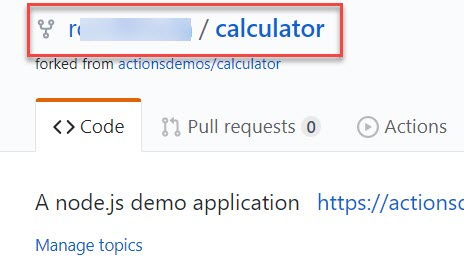 / calculator
forked from actionsdemos/calculator
Code Pull requests 0 Actions
A node.js demo application https://actionsc
Manage topics